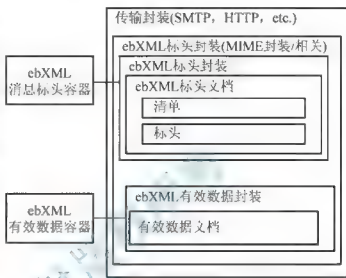 传输封装(SMTP，HTTP，etc.)
ebXML标头封装(MIME封装/相关)
ebXML标头封装
ebXML标头文档
清单
标头
ebXML
消息标头容器
ebXML有效数据封装
有效数据文档
ebXML
有效数据容器